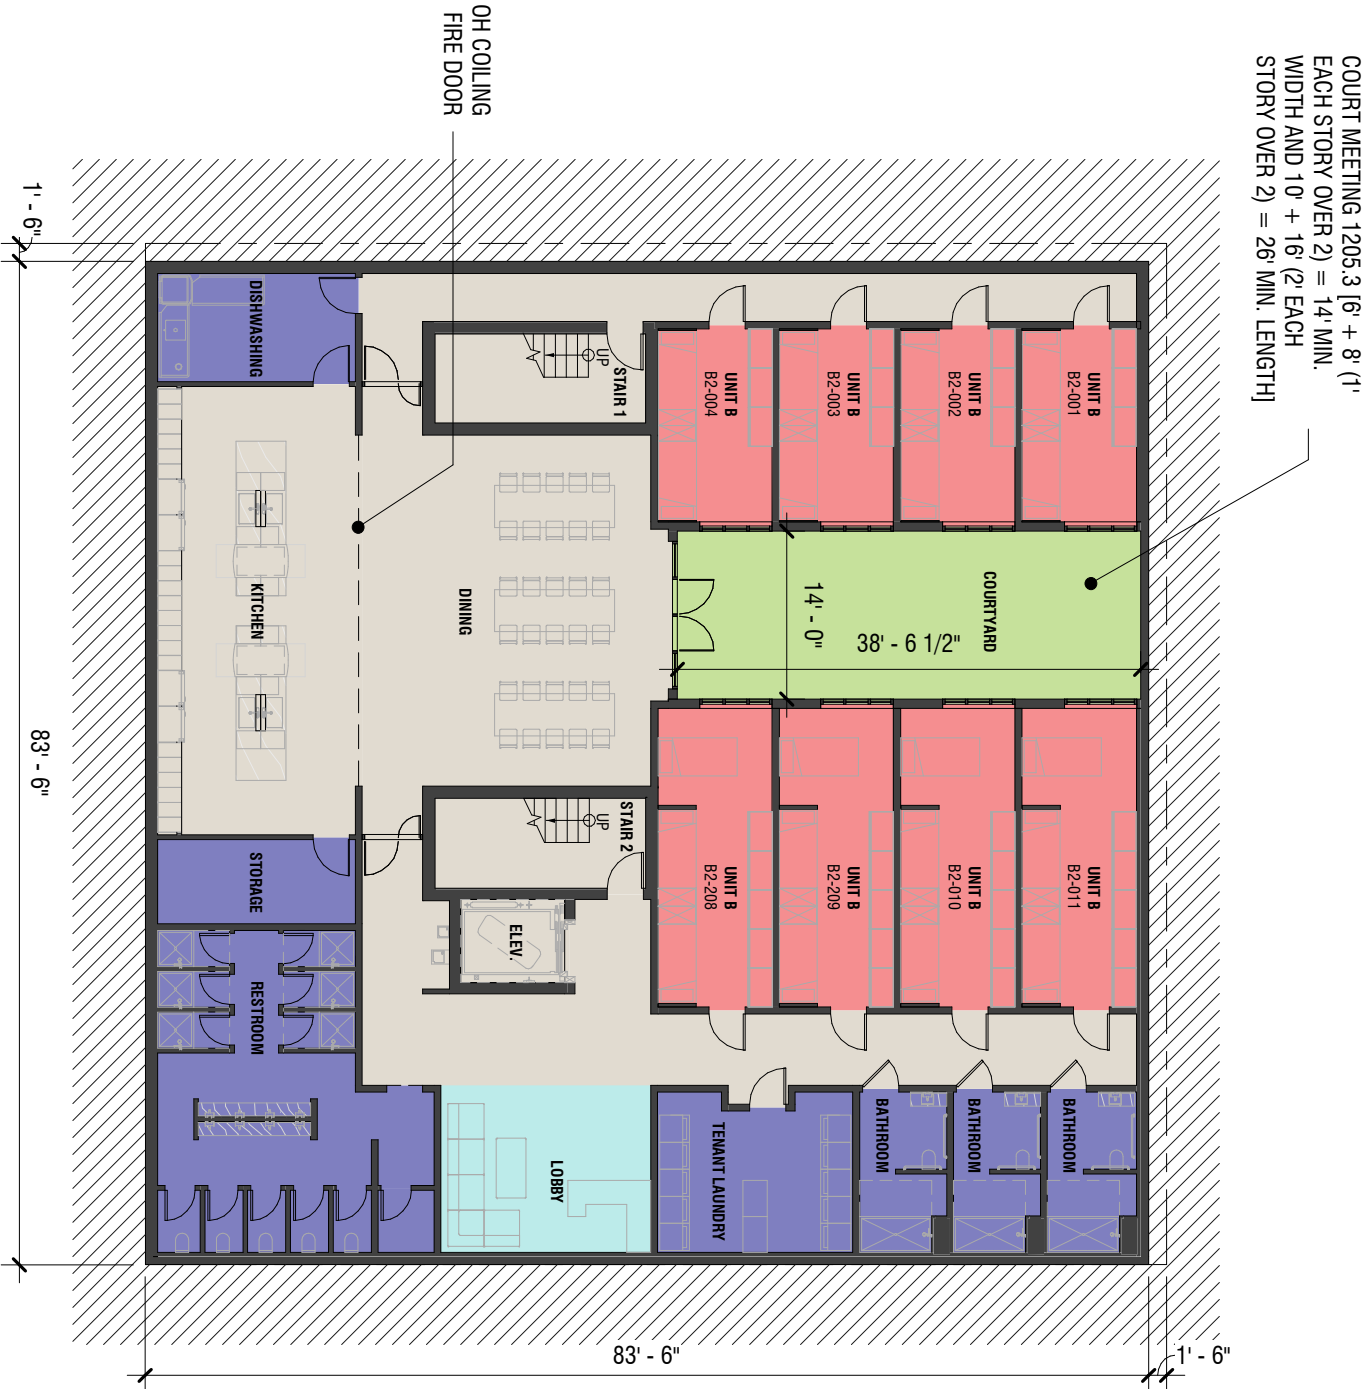 COURT MEETING 1205.3 [6' + 8' (1'
EACH STORY OVER 2) = 14' MIN.
WIDTH AND 10' + 16' (2' EACH
STORY OVER 2) = 26' MIN. LENGTH]
OH COILING
FIRE DOOR
1' - 6"
83' - 6"
DISHWASHING
UP
STAIR 1
UNIT B
B2-004
UNIT B
B2-003
UNIT B
B2-002
UNIT B
B2-001
KITCHEN
DINING
14' - 0"
38' - 6 1/2"
COURTYARD
STORAGE
UP
STAIR 2
ELEV.
UNIT B
B2-208
UNIT B
B2-209
UNIT B
B2-010
UNIT B
B2-011
RESTROOM
LOBBY
TENANT LAUNDRY
BATHROOM
BATHROOM
BATHROOM
83' - 6"
1' - 6"